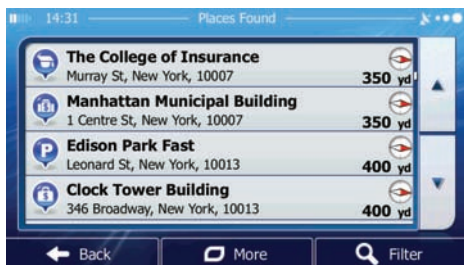 14:31 Places Found
The College of Insurance
Murray St, New York, 10007 350 yd
Manhattan Municipal Building
1 Centre St, New York, 10007 350 yd
P Edison Park Fast
Leonard St, New York, 10013 400 yd
Clock Tower Building
346 Broadway, New York, 10013 400 yd
Back More Filter